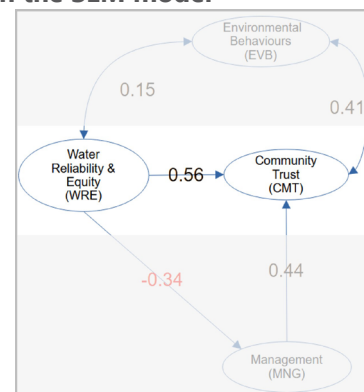 n the SEM model
Environmental
Behaviours
(EVB)
0.15
0.41
Water
Reliability &
Equity
(WRE)
0.56
Community
Trust
(CMT)
-0.34
0.44
Management
(MNG)